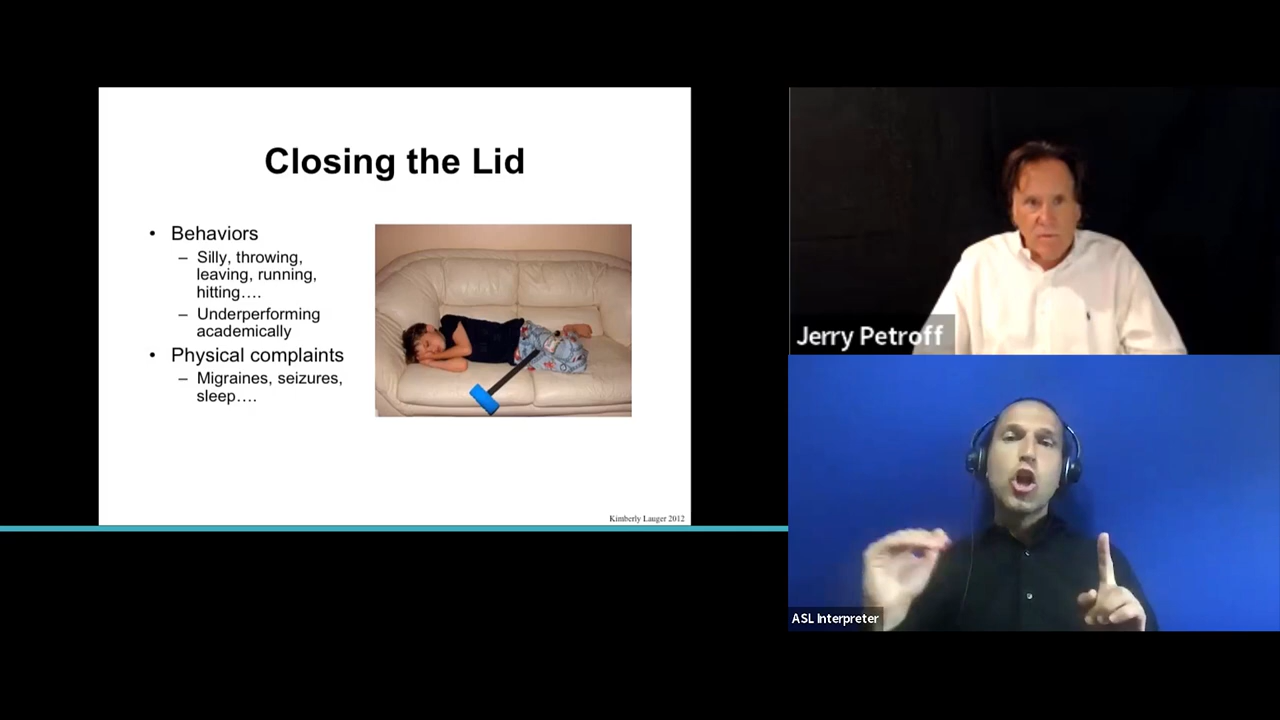 Closing the Lid
• Behaviors
– Silly, throwing,
leaving, running,
hitting….
– Underperforming
academically
• Physical complaints
– Migraines, seizures,
sleep….
Kimberly Lauger 2012
Jerry Petroff
ASL Interpreter